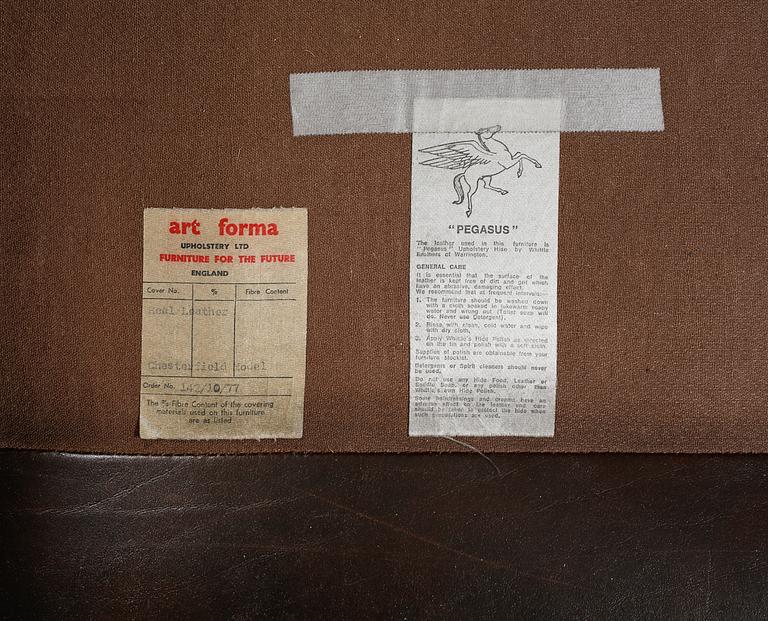 art forma
UPHOLSTERY LTD
FURNITURE FOR THE FUTURE
ENGLAND
Cover No. % Fibre Content
Real Leather
Chesterfield Model
Order No. 142/10/77
The % Fibre Content of the covering
materials used on this furniture
are as listed
"PEGASUS"
The leather used in this furniture is
"Pegasus" Upholstery Hide by Whittle
Brothers of Warrington.
GENERAL CARE
It is essential that the surface of the
leather is kept free of dirt and grit which
have an abrasive, damaging effect.
We recommend that at frequent intervals:—
1. The furniture should be washed down
with a cloth soaked in lukewarm soapy
water and wrung out (Toilet soap will
do. Never use Detergent).
2. Rinse with clean, cold water and wipe
with dry cloth.
3. Apply Whittle's Hide Polish as directed
on the tin and polish with a soft cloth.
Supplies of polish are obtainable from your
furniture stockist.
Detergents or Spirit cleaners should never
be used.
Do not use any Hide Food, Leather or
Saddle Soap, or any polish other than
Whittle's own Hide Polish.
Some hairdressings and creams have an
adverse effect on the leather and care
should be taken to protect the hide when
such preparations are used.